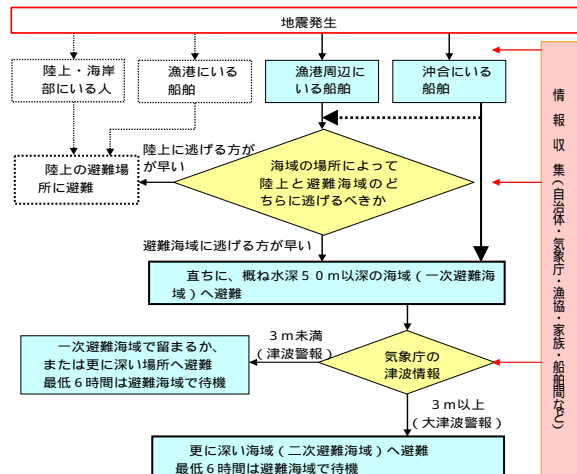 地震発生
陸上・海岸
部にいる人
漁港にいる
船舶
漁港周辺に
いる船舶
沖合にいる
船舶
陸上に逃げる方が
が早い
陸上の避難場
所に避難
海域の場所によって
陸上と避難海域のど
ちらに逃げるべきか
避難海域に逃げる方が早い
直ちに、概ね水深50m以深の海域(一次避難海
域)へ避難
3m未満
(津波警報)
気象庁の
津波情報
一次避難海域で留まるか、
または更に深い場所へ避難
最低6時間は避難海域で待機
3m以上
(大津波警報)
更に深い海域(二次避難海域)へ避難
最低6時間は避難海域で待機
情報収集(自治体・気象庁・漁協・家族・船舶間など)